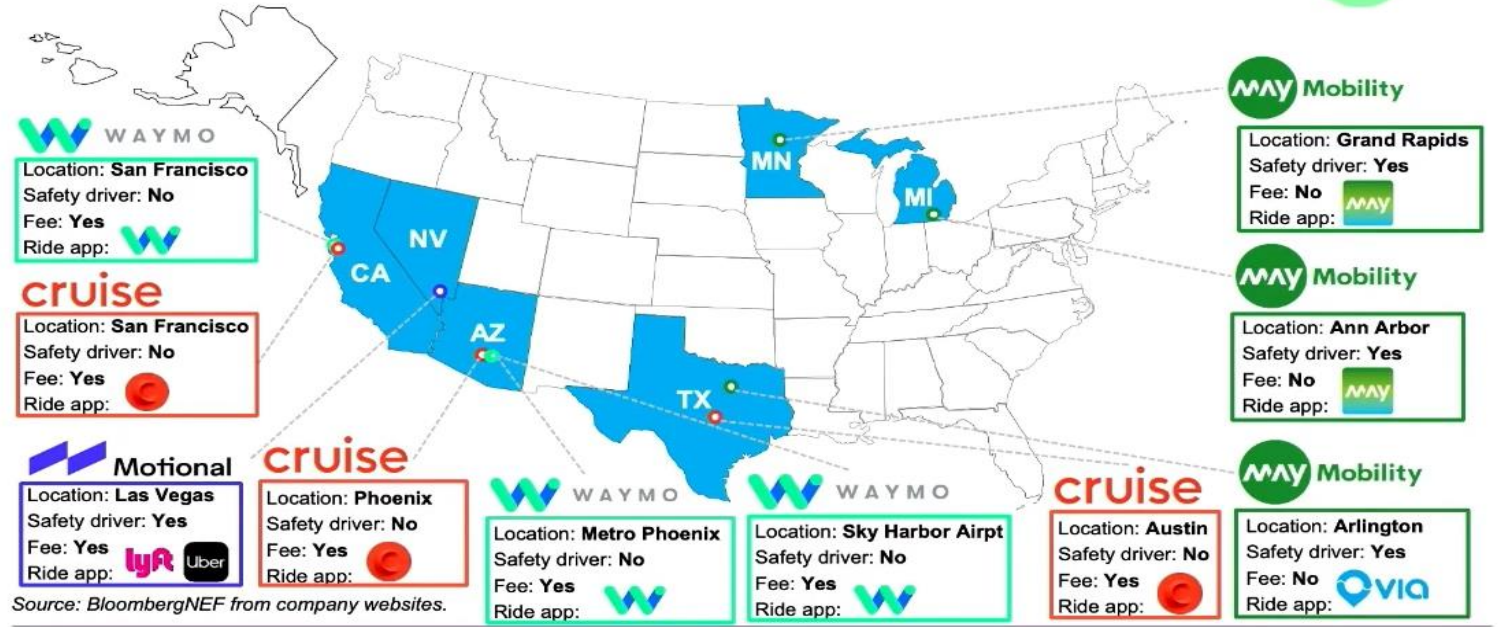 WAYMO
Location: San Francisco
Safety driver: No
Fee: Yes
Ride app:
cruise
Location: San Francisco
Safety driver: No
Fee: Yes
Ride app:
C
Motional
Location: Las Vegas
Safety driver: Yes
Fee: Yes
Ride app: lyft Uber
cruise
Location: Phoenix
Safety driver: No
Fee: Yes
Ride app:
C
WAYMO
Location: Metro Phoenix
Safety driver: No
Fee: Yes
Ride app:
WAYMO
Location: Sky Harbor Airpt
Safety driver: No
Fee: Yes
Ride app:
cruise
Location: Austin
Safety driver: No
Fee: Yes
Ride app:
C
MAY Mobility
Location: Grand Rapids
Safety driver: Yes
Fee: No
Ride app: MAY
MAY Mobility
Location: Ann Arbor
Safety driver: Yes
Fee: No
Ride app: MAY
MAY Mobility
Location: Arlington
Safety driver: Yes
Fee: No
Ride app: via
MN
MI
NV
CA
AZ
TX
Source: BloombergNEF from company websites.